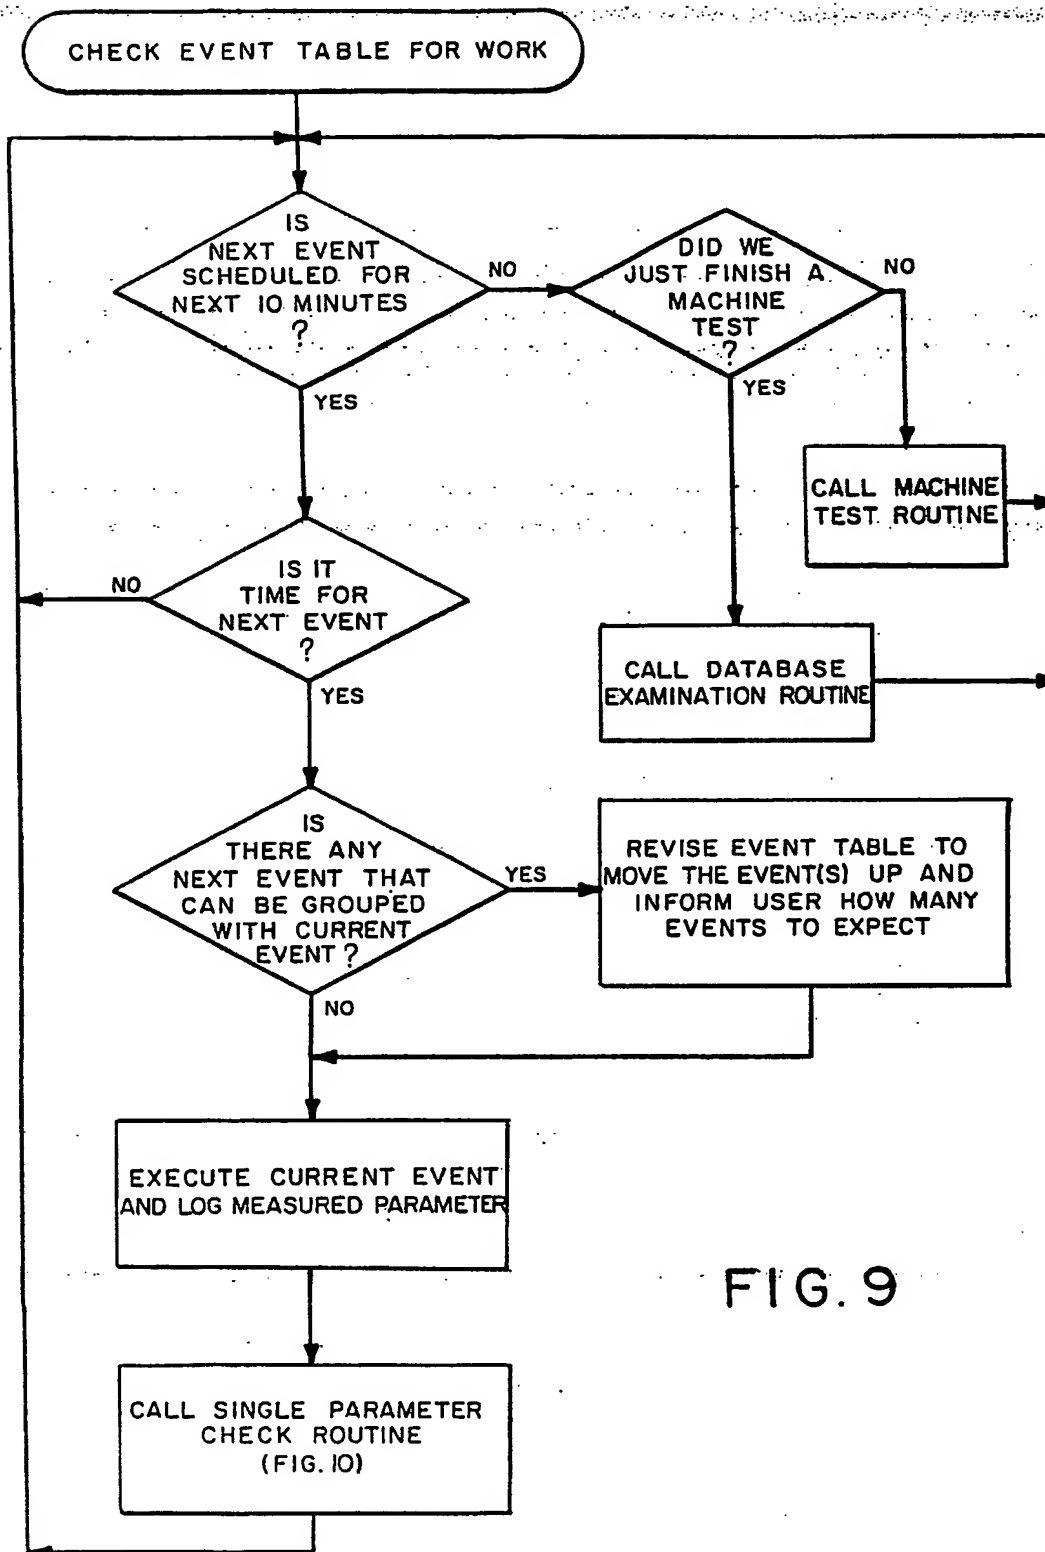 CHECK EVENT TABLE FOR WORK
IS
NEXT EVENT
SCHEDULED FOR
NEXT 10 MINUTES
?
NO
YES
DID WE
JUST FINISH A
MACHINE
TEST
?
NO
YES
CALL MACHINE
TEST ROUTINE
IS IT
TIME FOR
NEXT EVENT
?
NO
YES
CALL DATABASE
EXAMINATION ROUTINE
IS
THERE ANY
NEXT EVENT THAT
CAN BE GROUPED
WITH CURRENT
EVENT?
YES
NO
REVISE EVENT TABLE TO
MOVE THE EVENT(S) UP AND
INFORM USER HOW MANY
EVENTS TO EXPECT
EXECUTE CURRENT EVENT
AND LOG MEASURED PARAMETER
FIG. 9
CALL SINGLE PARAMETER
CHECK ROUTINE
(FIG. 10)